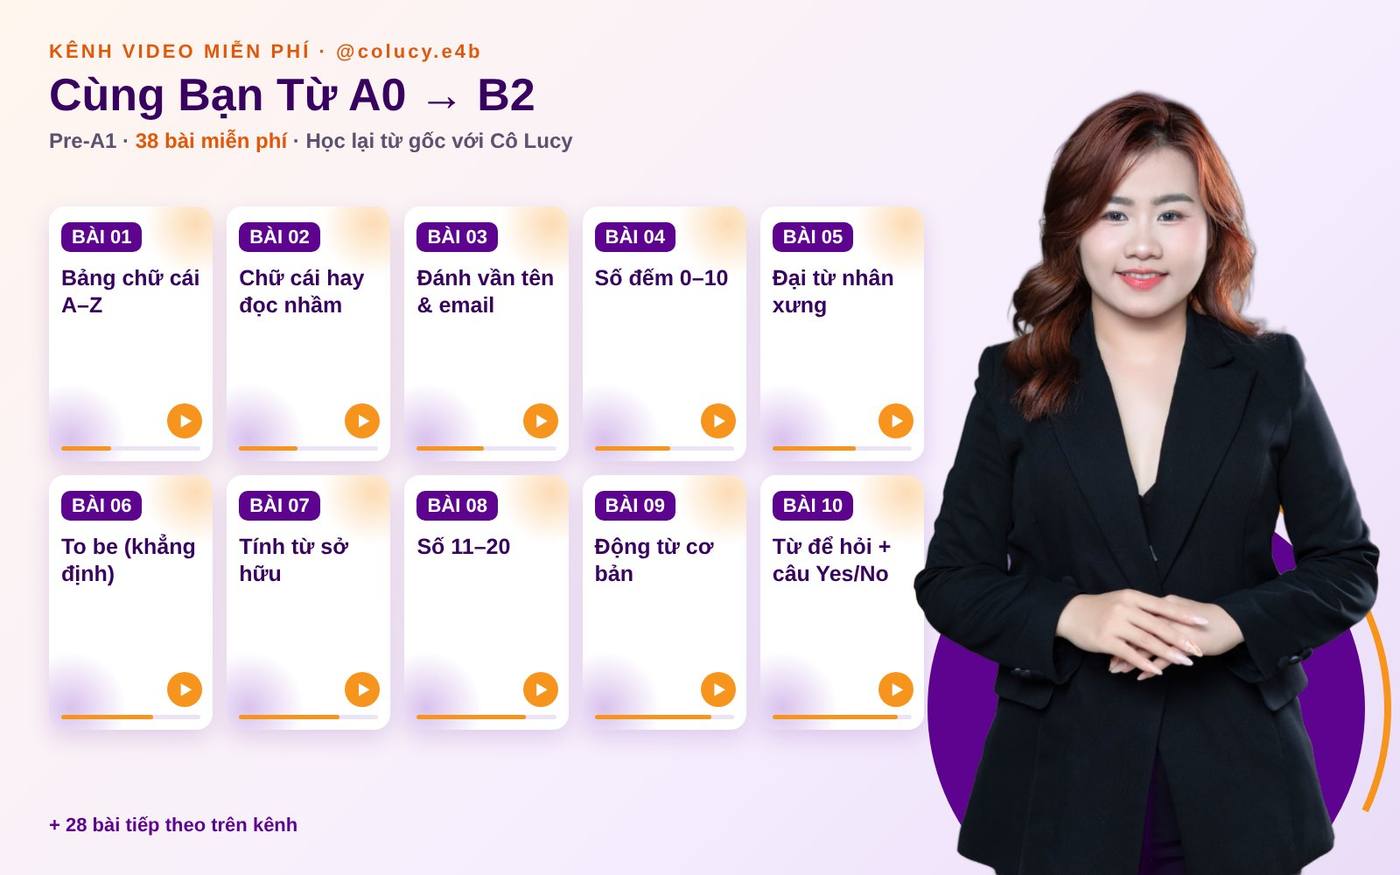 KÊNH VIDEO MIỄN PHÍ · @colucy.e4b
Cùng Bạn Từ A0 → B2
Pre-A1 · 38 bài miễn phí · Học lại từ gốc với Cô Lucy
BÀI 01
Bảng chữ cái
A–Z
BÀI 02
Chữ cái hay
đọc nhầm
BÀI 03
Đánh vần tên
& email
BÀI 04
Số đếm 0–10
BÀI 05
Đại từ nhân
xưng
BÀI 06
To be (khẳng
định)
BÀI 07
Tính từ sở
hữu
BÀI 08
Số 11–20
BÀI 09
Động từ cơ
bản
BÀI 10
Từ để hỏi +
câu Yes/No
+ 28 bài tiếp theo trên kênh